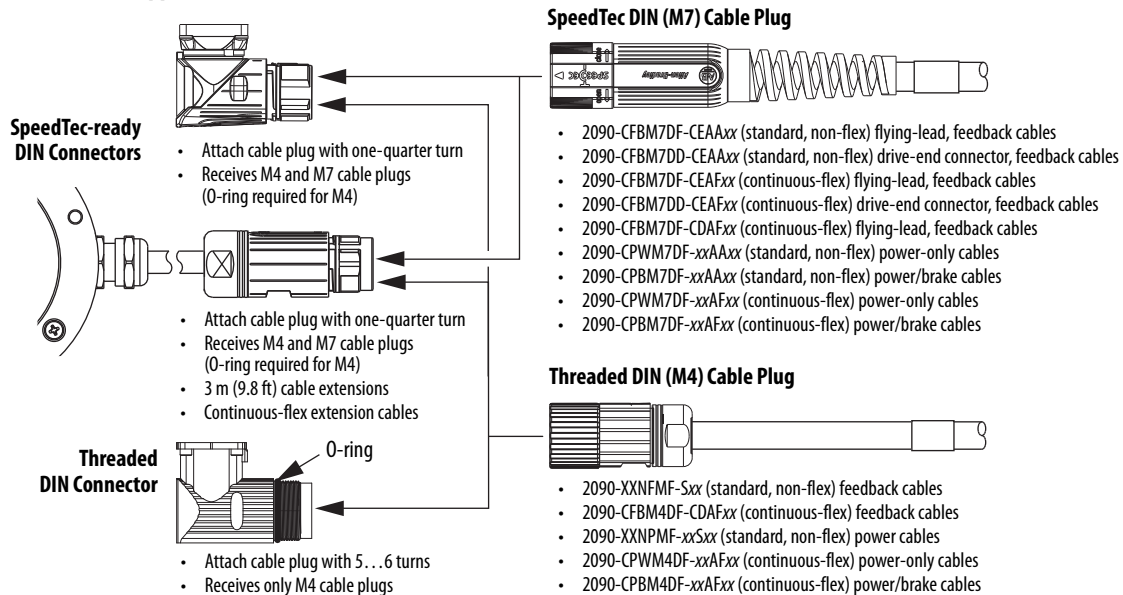 SpeedTec DIN (M7) Cable Plug
Allen-Bradley
SpeedTec-ready
DIN Connectors
• Attach cable plug with one-quarter turn
• Receives M4 and M7 cable plugs
(O-ring required for M4)
• 2090-CFBM7DF-CEAAxx (standard, non-flex) flying-lead, feedback cables
• 2090-CFBM7DD-CEAAxx (standard, non-flex) drive-end connector, feedback cables
• 2090-CFBM7DF-CEAFxx (continuous-flex) flying-lead, feedback cables
• 2090-CFBM7DD-CEAFxx (continuous-flex) drive-end connector, feedback cables
• 2090-CFBM7DF-CDAFxx (continuous-flex) flying-lead, feedback cables
• 2090-CPWM7DF-xxAAxx (standard, non-flex) power-only cables
• 2090-CPBM7DF-xxAAxx (standard, non-flex) power/brake cables
• 2090-CPWM7DF-xxAFxx (continuous-flex) power-only cables
• 2090-CPBM7DF-xxAFxx (continuous-flex) power/brake cables
• Attach cable plug with one-quarter turn
• Receives M4 and M7 cable plugs
(O-ring required for M4)
• 3 m (9.8 ft) cable extensions
• Continuous-flex extension cables
Threaded DIN (M4) Cable Plug
Threaded
DIN Connector
O-ring
• Attach cable plug with 5…6 turns
• Receives only M4 cable plugs
• 2090-XXNFMF-Sxx (standard, non-flex) feedback cables
• 2090-CFBM4DF-CDAFxx (continuous-flex) feedback cables
• 2090-XXNPMF-xxSxx (standard, non-flex) power cables
• 2090-CPWM4DF-xxAFxx (continuous-flex) power-only cables
• 2090-CPBM4DF-xxAFxx (continuous-flex) power/brake cables